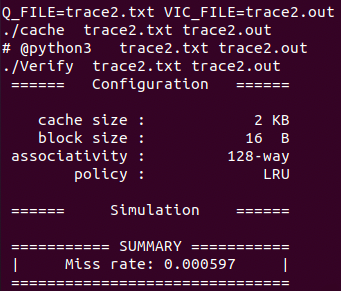 Q_FILE=trace2.txt VIC_FILE=trace2.out
./cache  trace2.txt trace2.out
# @python3   trace2.txt trace2.out
./Verify  trace2.txt trace2.out
======   Configuration   ======
cache size :             2 KB
block size :            16  B
associativity :         128-way
policy :              LRU
======     Simulation    ======
=========== SUMMARY ===========
|     Miss rate: 0.000597     |
===============================